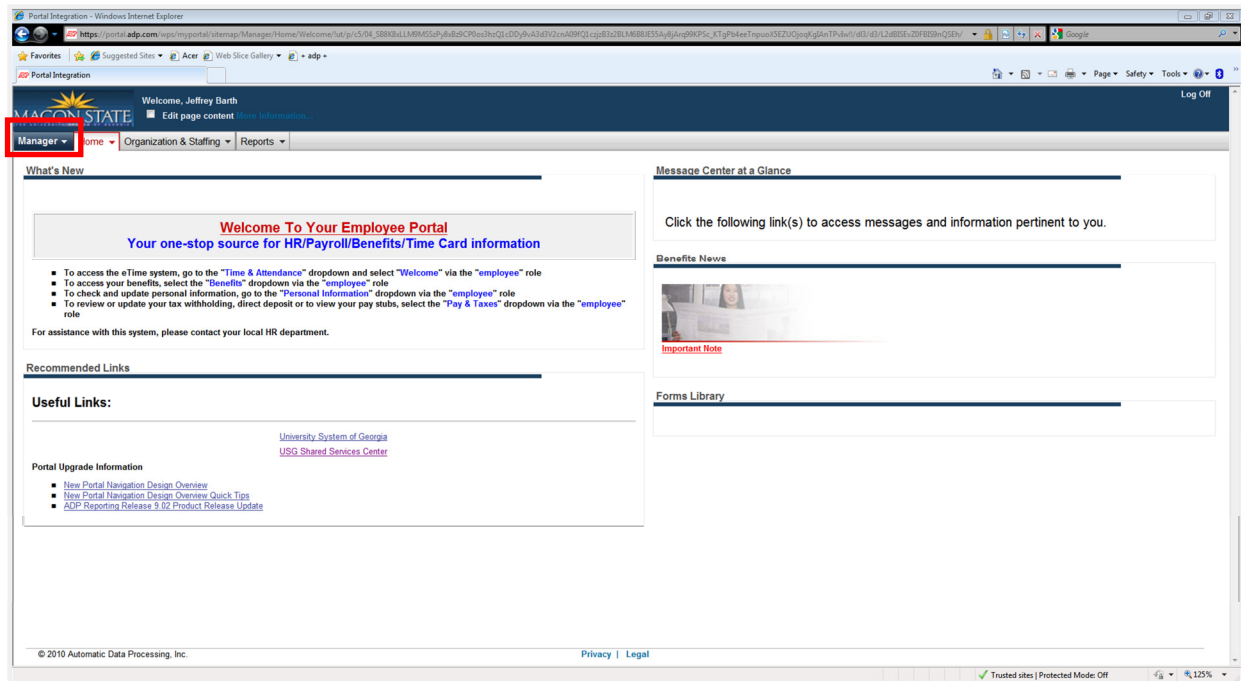 Portal Integration - Windows Internet Explorer
Favorites Suggested Sites Acer Web Slice Gallery + adp +
Portal Integration Page Safety Tools
Welcome, Jeffrey Barth Log Off
MACON STATE Edit page content More Information...
Manager Home Organization & Staffing Reports
What's New
Welcome To Your Employee Portal
Your one-stop source for HR/Payroll/Benefits/Time Card information
To access the eTime system, go to the "Time & Attendance" dropdown and select "Welcome" via the "employee" role
To access your benefits, select the "Benefits" dropdown via the "employee" role
To check and update personal information, go to the "Personal Information" dropdown via the "employee" role
To review or update your tax withholding, direct deposit or to view your pay stubs, select the "Pay & Taxes" dropdown via the "employee"
role
For assistance with this system, please contact your local HR department.
Recommended Links
Useful Links:
University System of Georgia
USG Shared Services Center
Portal Upgrade Information
New Portal Navigation Design Overview
New Portal Navigation Design Overview Quick Tips
ADP Reporting Release 9.02 Product Release Update
Message Center at a Glance
Click the following link(s) to access messages and information pertinent to you.
Benefits News
Important Note
Forms Library
© 2010 Automatic Data Processing, Inc. Privacy | Legal
Trusted sites | Protected Mode: Off 125%